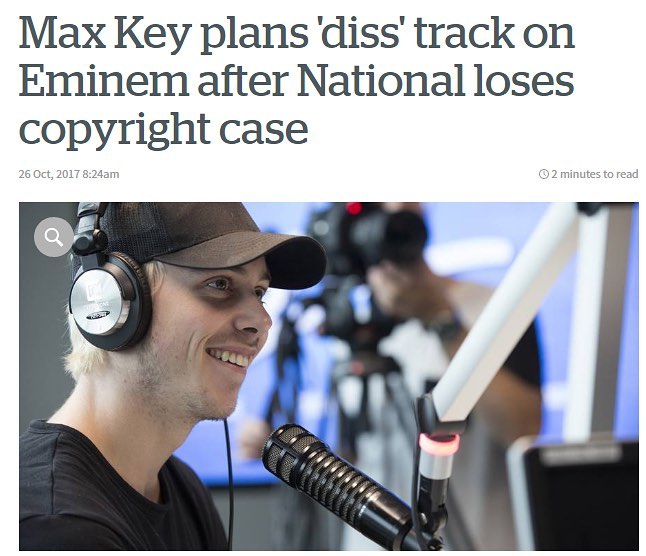 Max Key plans 'diss' track on
Eminem after National loses
copyright case
26 Oct, 2017 8:24am
2 minutes to read